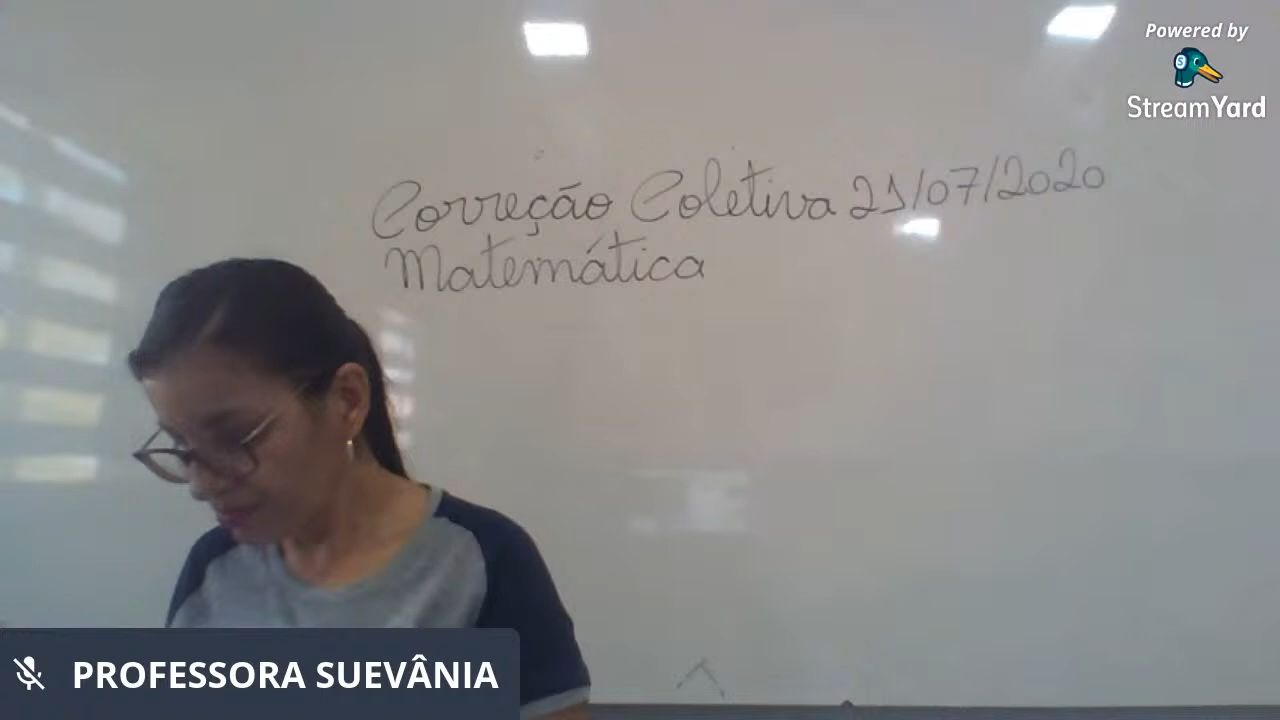 Powered by
StreamYard
Correção Coletiva 21/07/2020
Matemática
PROFESSORA SUEVÂNIA